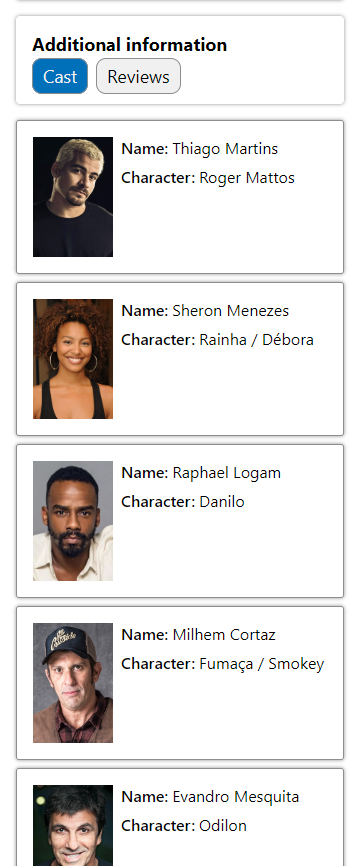 Additional information
Cast
Reviews
Name: Thiago Martins
Character: Roger Mattos
Name: Sheron Menezes
Character: Rainha / Débora
Name: Raphael Logam
Character: Danilo
Name: Milhem Cortaz
Character: Fumaça / Smokey
Name: Evandro Mesquita
Character: Odilon